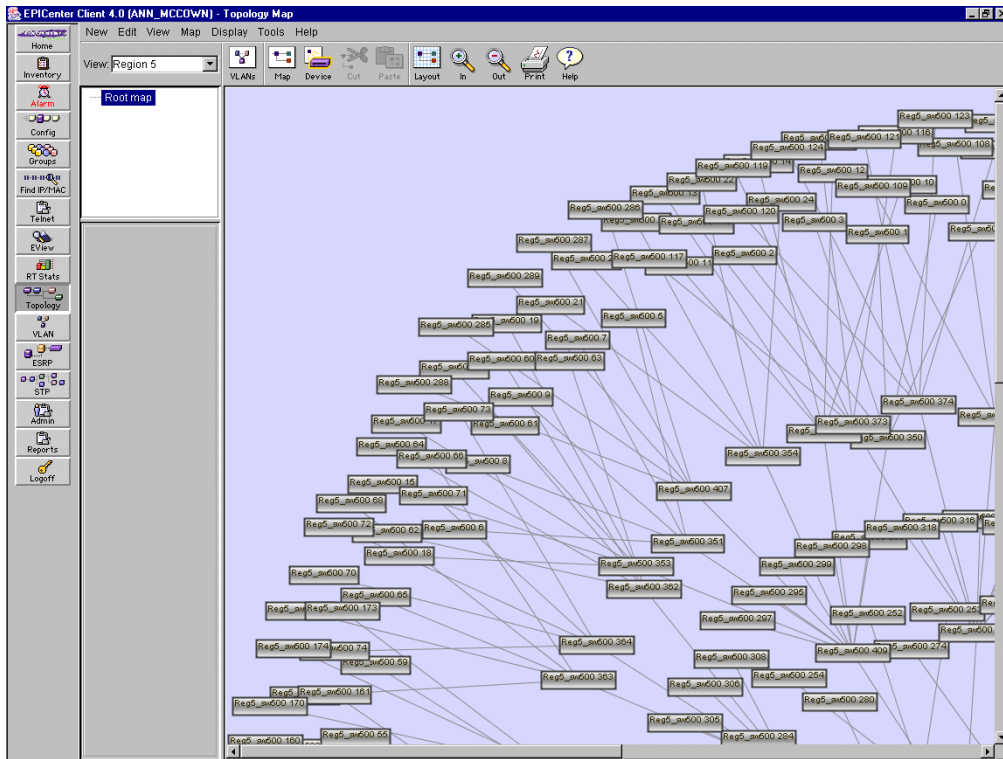 EPICenter Client 4.0 (ANN_MCCOWN) - Topology Map
New Edit View Map Display Tools Help
View: Region 5
VLANs Map Device Cut Paste Layout In Out Print Help
Home
Inventory
Alarm
Config
Groups
Find IP/MAC
Telnet
EView
RT Stats
Topology
VLAN
ESRP
STP
Admin
Reports
Logoff
Root map
Reg5_sw500 123
Reg5_sw500 121
Reg5_sw500 124
Reg5_sw500 108
Reg5_sw500 119
Reg5_sw500 12
Reg5_sw500 109
Reg5_sw500 0
Reg5_sw500 24
Reg5_sw500 286
Reg5_sw500 120
Reg5_sw500 3
Reg5_sw500 1
Reg5_sw500 287
Reg5_sw500 117
Reg5_sw500 2
Reg5_sw500 289
Reg5_sw500 21
Reg5_sw500 5
Reg5_sw500 285
Reg5_sw500 7
Reg5_sw500 60
Reg5_sw500 63
Reg5_sw500 288
Reg5_sw500 9
Reg5_sw500 73
Reg5_sw500 61
Reg5_sw500 374
Reg5_sw500 373
Reg5_sw500 350
Reg5_sw500 64
Reg5_sw500 66
Reg5_sw500 354
Reg5_sw500 15
Reg5_sw500 71
Reg5_sw500 407
Reg5_sw500 68
Reg5_sw500 72
Reg5_sw500 62
Reg5_sw500 6
Reg5_sw500 316
Reg5_sw500 318
Reg5_sw500 351
Reg5_sw500 298
Reg5_sw500 18
Reg5_sw500 353
Reg5_sw500 299
Reg5_sw500 70
Reg5_sw500 362
Reg5_sw500 295
Reg5_sw500 65
Reg5_sw500 173
Reg5_sw500 252
Reg5_sw500 297
Reg5_sw500 364
Reg5_sw500 174
Reg5_sw500 409
Reg5_sw500 274
Reg5_sw500 59
Reg5_sw500 308
Reg5_sw500 363
Reg5_sw500 254
Reg5_sw500 306
Reg5_sw500 161
Reg5_sw500 170
Reg5_sw500 280
Reg5_sw500 305
Reg5_sw500 55
Reg5_sw500 284
Reg5_sw500 160